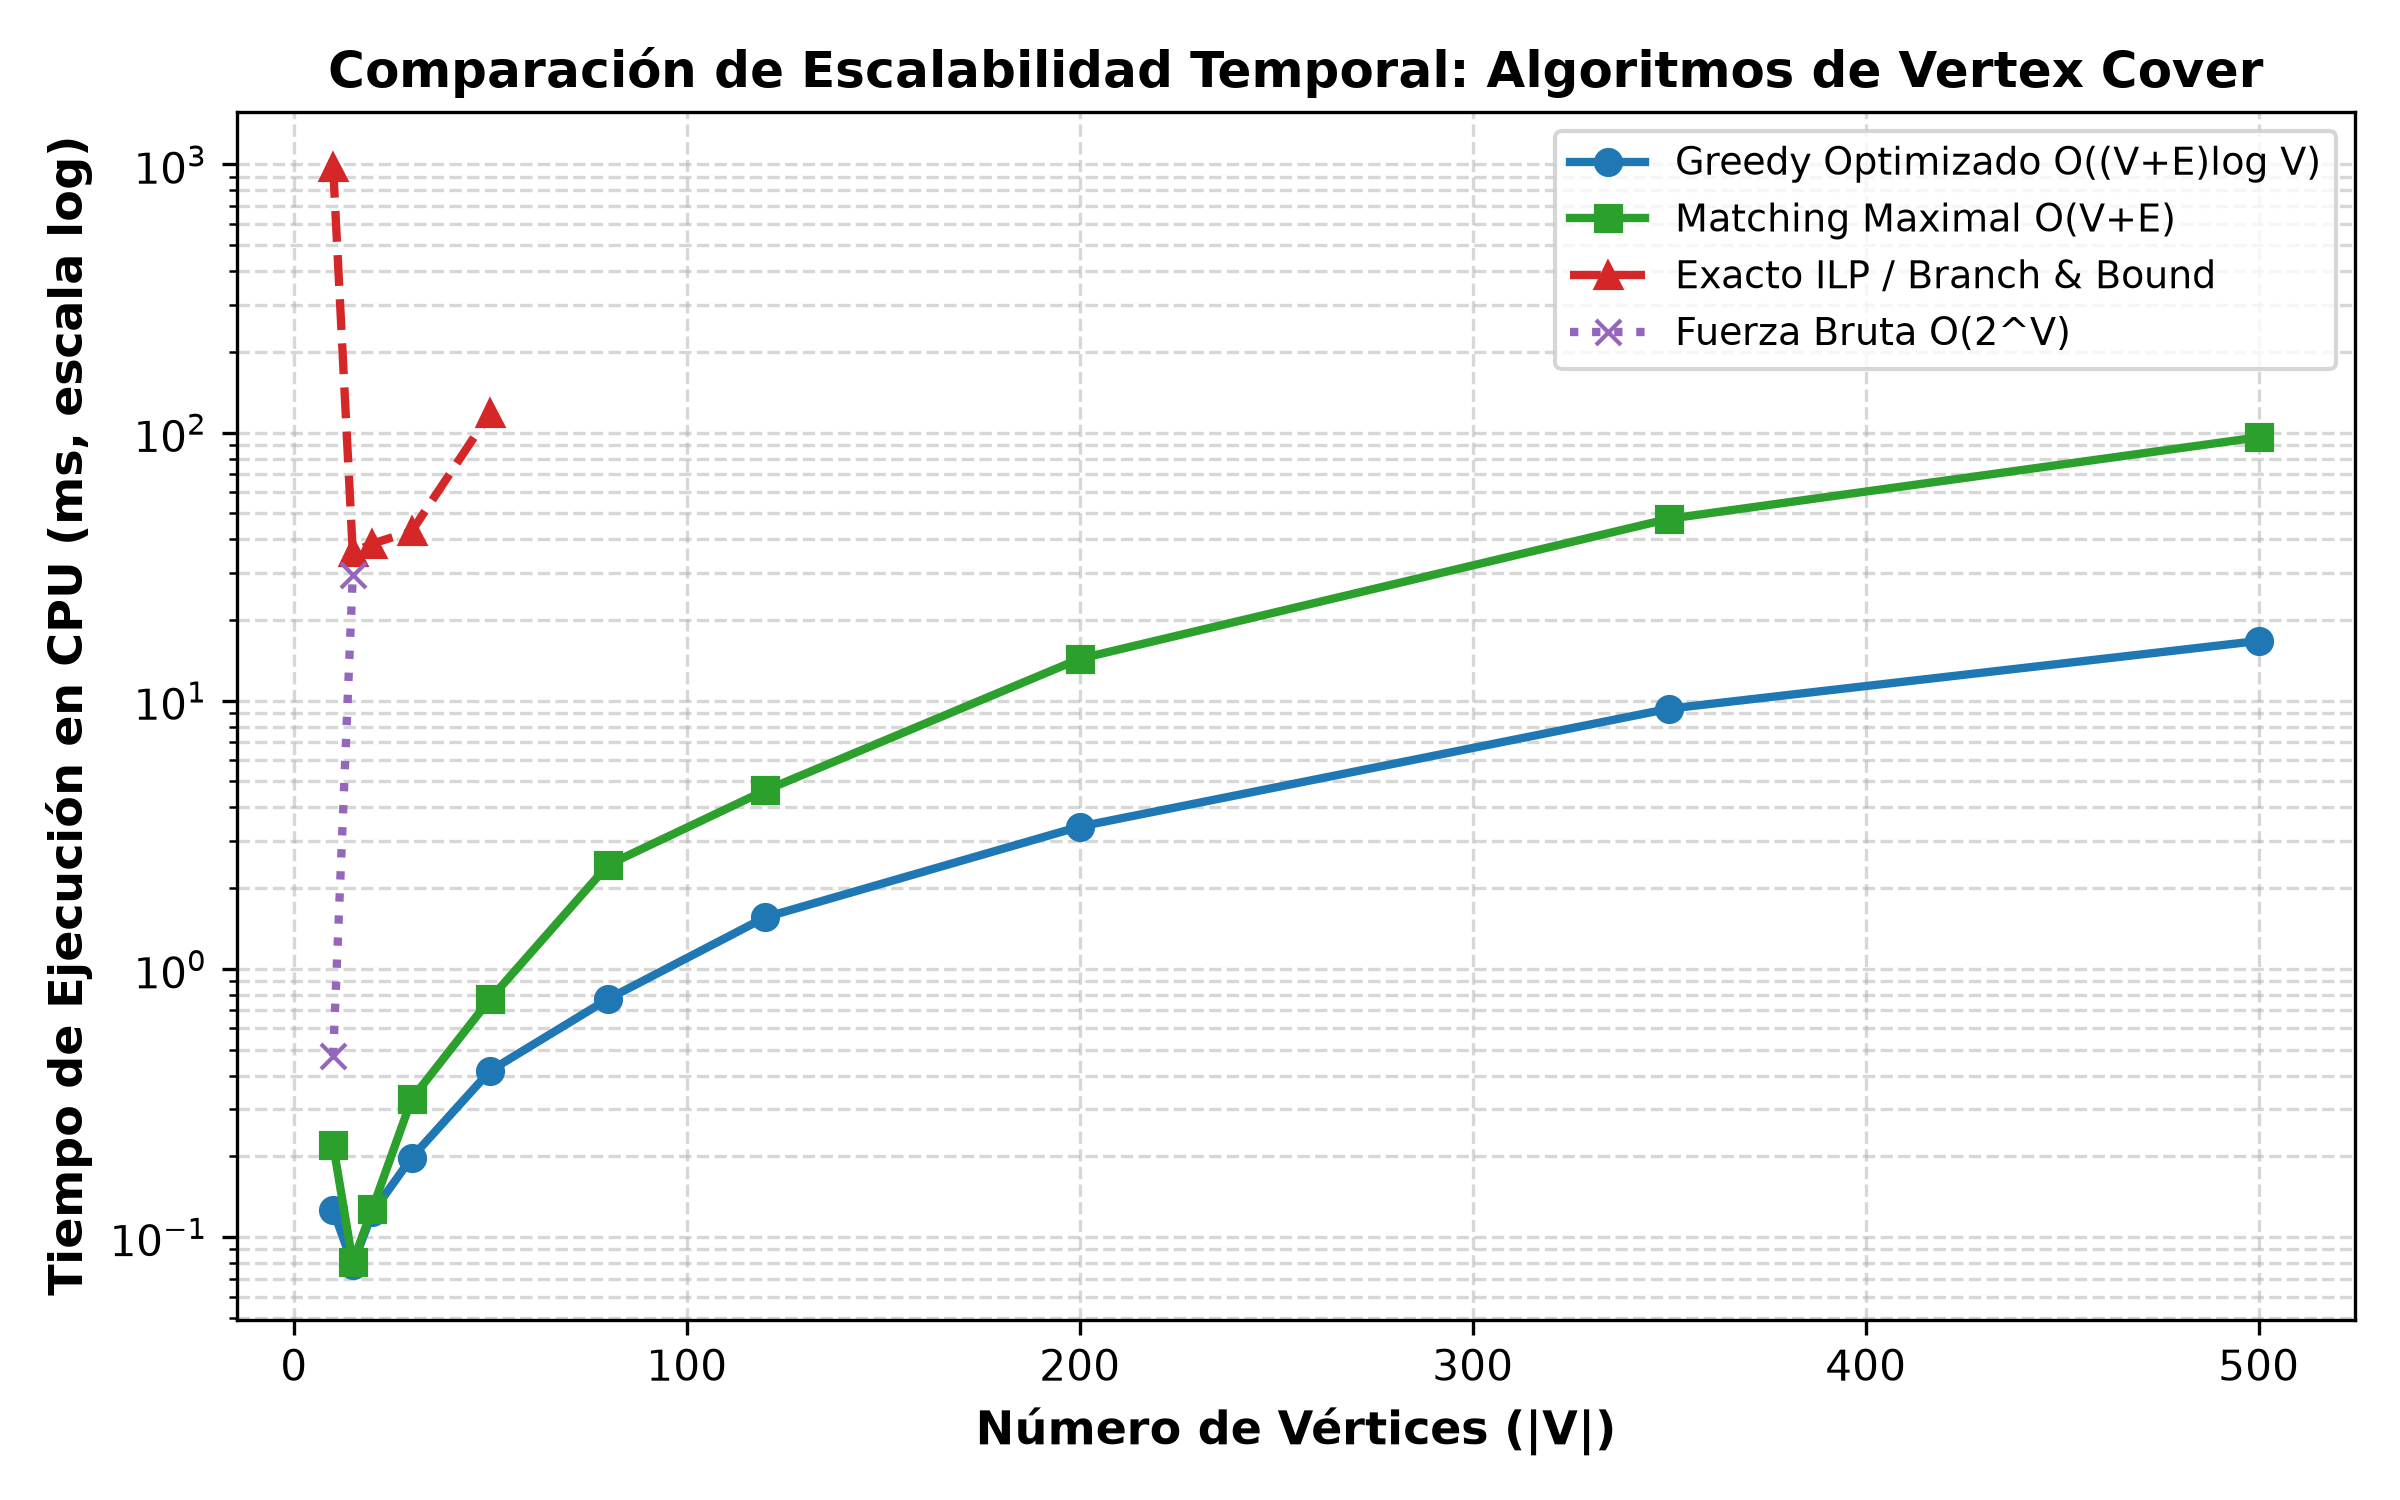 Comparación de Escalabilidad Temporal: Algoritmos de Vertex Cover
Tiempo de Ejecución en CPU (ms, escala log)
10³
10²
10¹
10⁰
10⁻¹
Greedy Optimizado O((V+E)log V)
Matching Maximal O(V+E)
Exacto ILP / Branch & Bound
Fuerza Bruta O(2^V)
0 100 200 300 400 500
Número de Vértices (|V|)